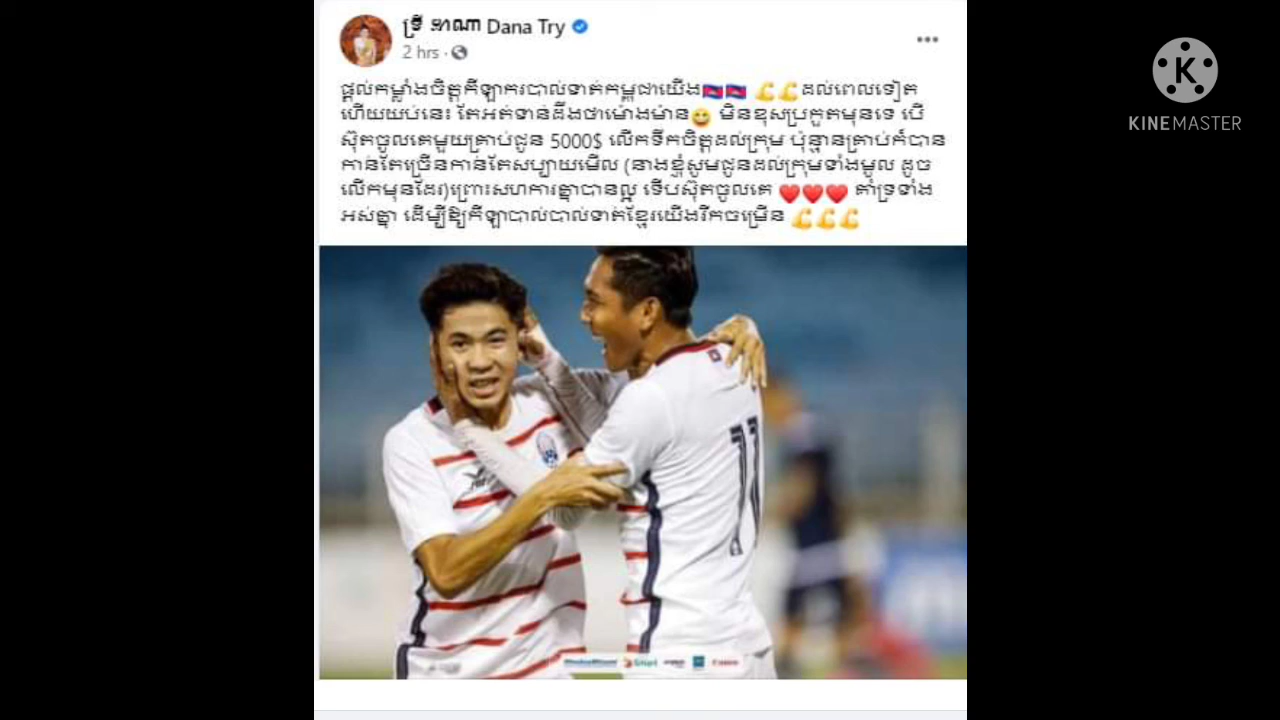 ទ្រី ដាណា Dana Try
2 hrs ·
ផ្តល់កម្លាំងចិត្តកីឡាករបាល់ទាត់កម្ពុជាយើង🇰🇭🇰🇭 💪💪ដល់ពេលទៀត
ហើយយប់នេះ តែអត់ទាន់ដឹងថាម៉ោងម៉ាន😄 មិនខុសប្រកួតមុនទេ បើ
ស៊ុតចូលគេមួយគ្រាប់ជូន 5000$ លើកទឹកចិត្តដល់ក្រុម ប៉ុន្មានគ្រាប់ក៏បាន
កាន់តែច្រើនកាន់តែសប្បាយមើល (នាងខ្ញុំសូមជូនដល់ក្រុមទាំងមូល ដូច
លើកមុនដែរ)ព្រោះសហការគ្នាបានល្អ ទើបស៊ុតចូលគេ ❤️❤️❤️ គាំទ្រទាំង
អស់គ្នា ដើម្បីឱ្យកីឡាបាល់បាល់ទាត់ខ្មែរយើងរីកចម្រើន 💪💪💪
11
Smart
Canon
K
KINEMASTER